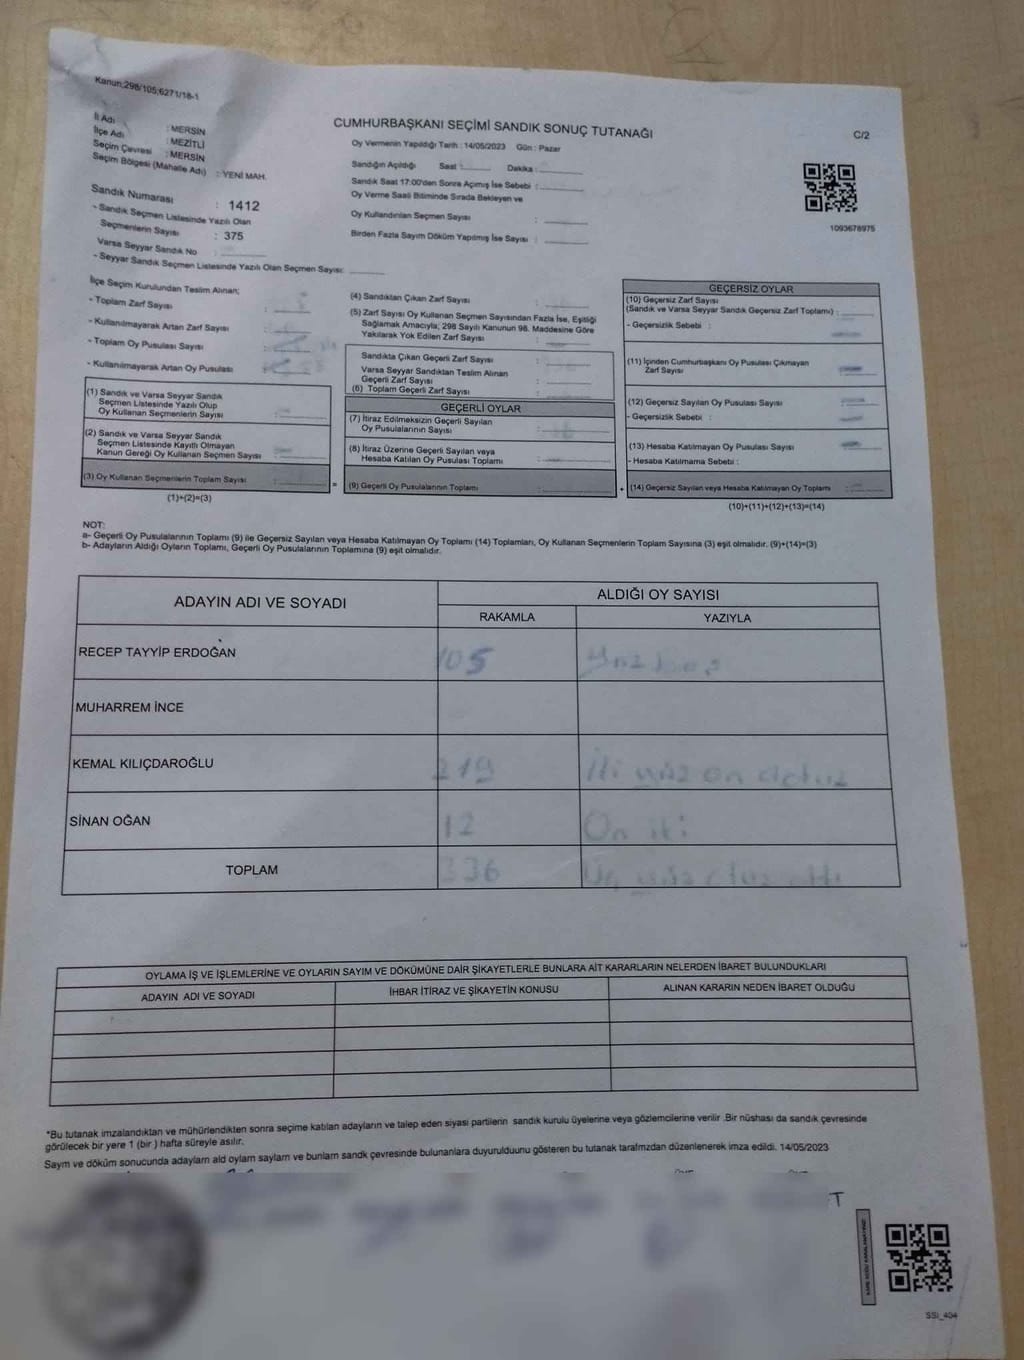 Kanun;298/105;6271/18-1
CUMHURBAŞKANI SEÇİMİ SANDIK SONUÇ TUTANAĞI
C/2
İl Adı : MERSİN
İlçe Adı : MEZİTLİ
Seçim Çevresi : MERSİN
Seçim Bölgesi (Mahalle Adı) : YENİ MAH.
Oy Vermenin Yapıldığı Tarih : 14/05/2023 Gün : Pazar
Sandığın Açıldığı Saat : Dakika :
Sandık Saat 17:00'den Sonra Açımış İse Sebebi :
Oy Verme Saati Bitiminde Sırada Bekleyen ve
Oy Kullandırılan Seçmen Sayısı :
Birden Fazla Sayım Döküm Yapılmış İse Sayısı :
1093678975
Sandık Numarası : 1412
- Sandık Seçmen Listesinde Yazılı Olan
Seçmenlerin Sayısı : 375
Varsa Seyyar Sandık No :
- Seyyar Sandık Seçmen Listesinde Yazılı Olan Seçmen Sayısı:
İlçe Seçim Kurulundan Teslim Alınan;
- Toplam Zarf Sayısı :
- Kullanılmayarak Artan Zarf Sayısı :
- Toplam Oy Pusulası Sayısı :
- Kullanılmayarak Artan Oy Pusulası :
(1) Sandık ve Varsa Seyyar Sandık
Seçmen Listesinde Yazılı Olup
Oy Kullanan Seçmenlerin Sayısı :
(2) Sandık ve Varsa Seyyar Sandık
Seçmen Listesinde Kayıtlı Olmayan
Kanun Gereği Oy Kullanan Seçmen Sayısı :
(3) Oy Kullanan Seçmenlerin Toplam Sayısı :
(1)+(2)=(3)
(4) Sandıktan Çıkan Zarf Sayısı :
(5) Zarf Sayısı Oy Kullanan Seçmen Sayısından Fazla İse, Eşitliği
Sağlamak Amacıyla; 298 Sayılı Kanunun 98. Maddesine Göre
Yakılarak Yok Edilen Zarf Sayısı :
Sandıkta Çıkan Geçerli Zarf Sayısı :
Varsa Seyyar Sandıktan Teslim Alınan
Geçerli Zarf Sayısı :
(6) Toplam Geçerli Zarf Sayısı :
GEÇERLİ OYLAR
(7) İtiraz Edilmeksizin Geçerli Sayılan
Oy Pusulalarının Sayısı :
(8) İtiraz Üzerine Geçerli Sayılan veya
Hesaba Katılan Oy Pusulası Toplamı :
= (9) Geçerli Oy Pusulalarının Toplamı :
GEÇERSİZ OYLAR
(10) Geçersiz Zarf Sayısı
(Sandık ve Varsa Seyyar Sandık Geçersiz Zarf Toplamı) :
- Geçersizlik Sebebi :
(11) İçinden Cumhurbaşkanı Oy Pusulası Çıkmayan
Zarf Sayısı :
(12) Geçersiz Sayılan Oy Pusulası Sayısı :
- Geçersizlik Sebebi :
(13) Hesaba Katılmayan Oy Pusulası Sayısı :
- Hesaba Katılmama Sebebi :
+ (14) Geçersiz Sayılan veya Hesaba Katılmayan Oy Toplamı :
(10)+(11)+(12)+(13)=(14)
NOT:
a- Geçerli Oy Pusulalarının Toplamı (9) ile Geçersiz Sayılan veya Hesaba Katılmayan Oy Toplamı (14) Toplamları, Oy Kullanan Seçmenlerin Toplam Sayısına (3) eşit olmalıdır. (9)+(14)=(3)
b- Adayların Aldığı Oyların Toplamı, Geçerli Oy Pusulalarının Toplamına (9) eşit olmalıdır.
ADAYIN ADI VE SOYADI
ALDIĞI OY SAYISI
RAKAMLA YAZIYLA
RECEP TAYYİP ERDOĞAN 105 Yüz beş
MUHARREM İNCE
KEMAL KILIÇDAROĞLU 219 İki yüz on dokuz
SİNAN OĞAN 12 On iki
TOPLAM 336 Üç yüz otuz altı
OYLAMA İŞ VE İŞLEMLERİNE VE OYLARIN SAYIM VE DÖKÜMÜNE DAİR ŞİKAYETLERLE BUNLARA AİT KARARLARIN NELERDEN İBARET BULUNDUKLARI
ADAYIN ADI VE SOYADI İHBAR İTİRAZ VE ŞİKAYETİN KONUSU ALINAN KARARIN NEDEN İBARET OLDUĞU
*Bu tutanak imzalandıktan ve mühürlendikten sonra seçime katılan adayların ve talep eden siyasi partilerin sandık kurulu üyelerine veya gözlemcilerine verilir .Bir nüshası da sandık çevresinde
görülecek bir yere 1 (bir ) hafta süreyle asılır.
Sayım ve döküm sonucunda adayların ald oyların sayların ve bunların sandk çevresinde bulunanlara duyurulduunu gösteren bu tutanak tarafmzdan düzenlenerek imza edildi. 14/05/2023
T
SSI_404